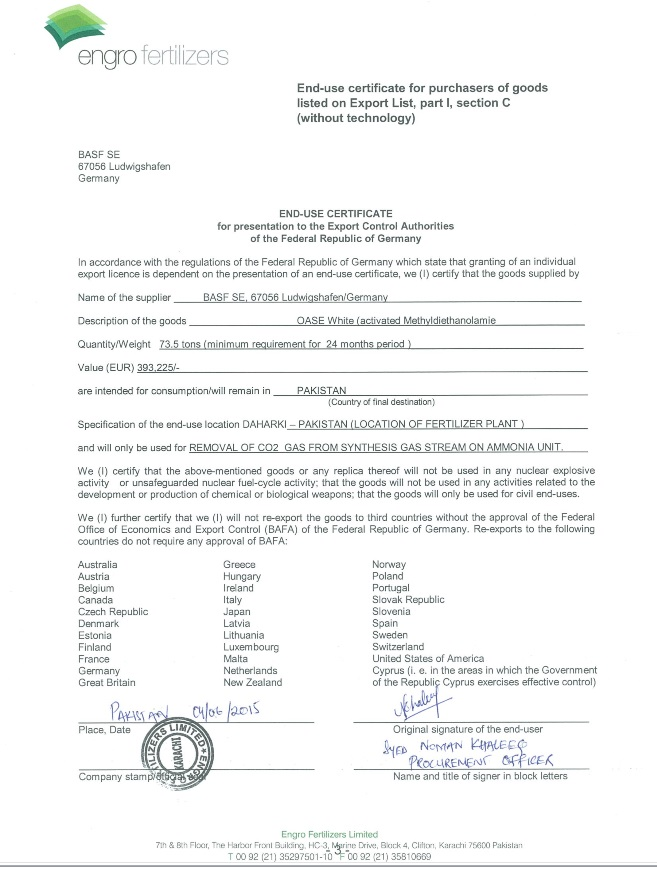 engro fertilizers
End-use certificate for purchasers of goods
listed on Export List, part I, section C
(without technology)
BASF SE
67056 Ludwigshafen
Germany
END-USE CERTIFICATE
for presentation to the Export Control Authorities
of the Federal Republic of Germany
In accordance with the regulations of the Federal Republic of Germany which state that granting of an individual
export licence is dependent on the presentation of an end-use certificate, we (I) certify that the goods supplied by
Name of the supplier BASF SE, 67056 Ludwigshafen/Germany
Description of the goods OASE White (activated Methyldiethanolamie
Quantity/Weight 73.5 tons (minimum requirement for 24 months period )
Value (EUR) 393,225/-
are intended for consumption/will remain in PAKISTAN
(Country of final destination)
Specification of the end-use location DAHARKI – PAKISTAN (LOCATION OF FERTILIZER PLANT )
and will only be used for REMOVAL OF CO2 GAS FROM SYNTHESIS GAS STREAM ON AMMONIA UNIT.
We (I) certify that the above-mentioned goods or any replica thereof will not be used in any nuclear explosive
activity or unsafeguarded nuclear fuel-cycle activity; that the goods will not be used in any activities related to the
development or production of chemical or biological weapons; that the goods will only be used for civil end-uses.
We (I) further certify that we (I) will not re-export the goods to third countries without the approval of the Federal
Office of Economics and Export Control (BAFA) of the Federal Republic of Germany. Re-exports to the following
countries do not require any approval of BAFA:
Australia Greece Norway
Austria Hungary Poland
Belgium Ireland Portugal
Canada Italy Slovak Republic
Czech Republic Japan Slovenia
Denmark Latvia Spain
Estonia Lithuania Sweden
Finland Luxembourg Switzerland
France Malta United States of America
Germany Netherlands Cyprus (i. e. in the areas in which the Government
Great Britain New Zealand of the Republic Cyprus exercises effective control)
PAKISTAN 04/06/2015
Place, Date Original signature of the end-user
SYED NOMAN KHALEEQ
PROCUREMENT OFFICER
Company stamp/official seal Name and title of signer in block letters
KARACHI
Engro Fertilizers Limited
7th & 8th Floor, The Harbor Front Building, HC-3, Marine Drive, Block 4, Clifton, Karachi 75600 Pakistan
T 00 92 (21) 35297501-10 F 00 92 (21) 35810669
- 3 -